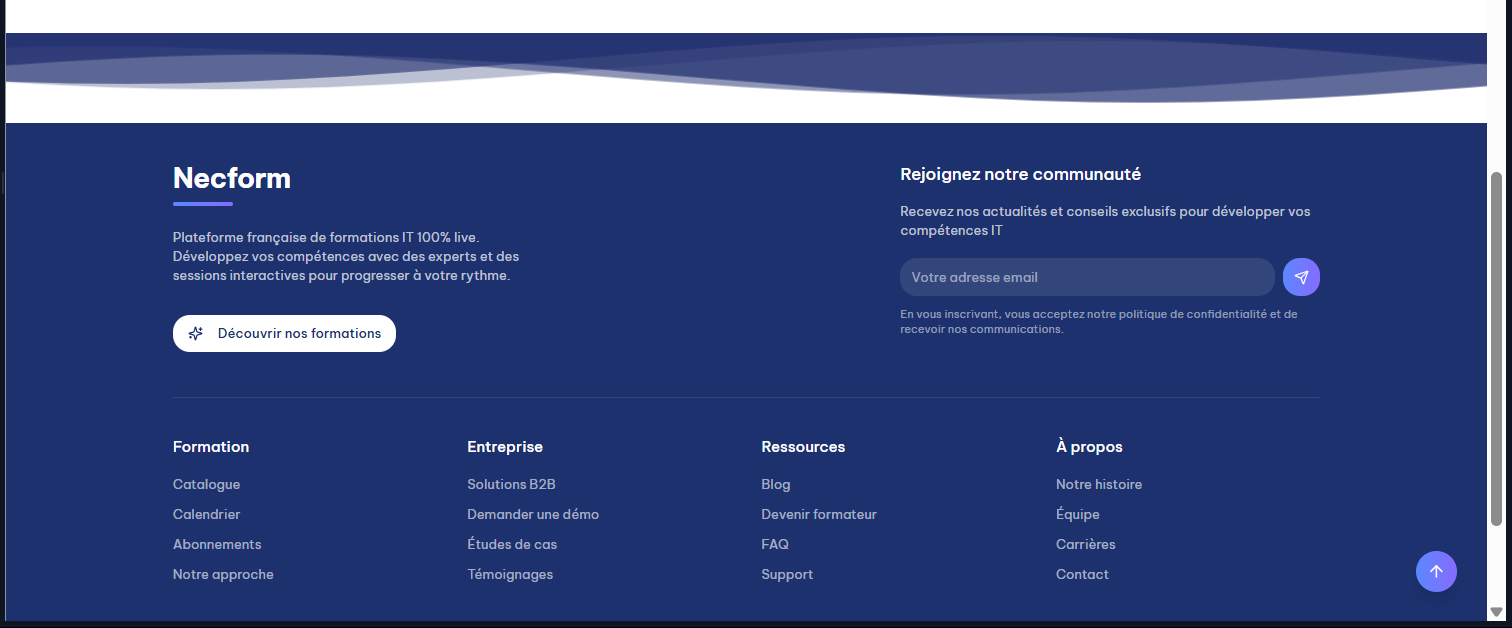 Necform
Plateforme française de formations IT 100% live.
Développez vos compétences avec des experts et des
sessions interactives pour progresser à votre rythme.
Découvrir nos formations
Rejoignez notre communauté
Recevez nos actualités et conseils exclusifs pour développer vos
compétences IT
Votre adresse email
En vous inscrivant, vous acceptez notre politique de confidentialité et de
recevoir nos communications.
Formation
Catalogue
Calendrier
Abonnements
Notre approche
Entreprise
Solutions B2B
Demander une démo
Études de cas
Témoignages
Ressources
Blog
Devenir formateur
FAQ
Support
À propos
Notre histoire
Équipe
Carrières
Contact